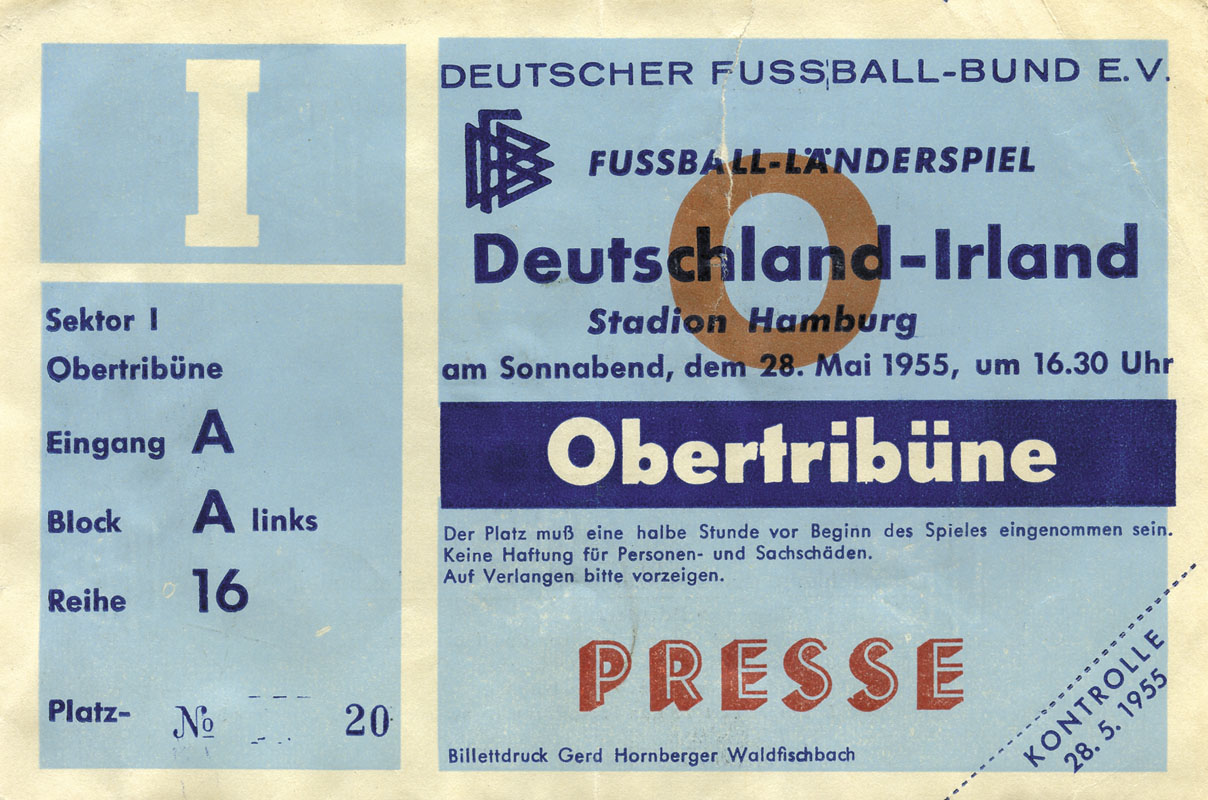 I
Sektor I
Obertribüne
Eingang A
Block A links
Reihe 16
Platz- No 20
DEUTSCHER FUSSBALL-BUND E.V.
DFB
FUSSBALL-LÄNDERSPIEL
O
Deutschland-Irland
Stadion Hamburg
am Sonnabend, dem 28. Mai 1955, um 16.30 Uhr
Obertribüne
Der Platz muß eine halbe Stunde vor Beginn des Spieles eingenommen sein.
Keine Haftung für Personen- und Sachschäden.
Auf Verlangen bitte vorzeigen.
PRESSE
Billettdruck Gerd Hornberger Waldfischbach
KONTROLLE
28. 5. 1955